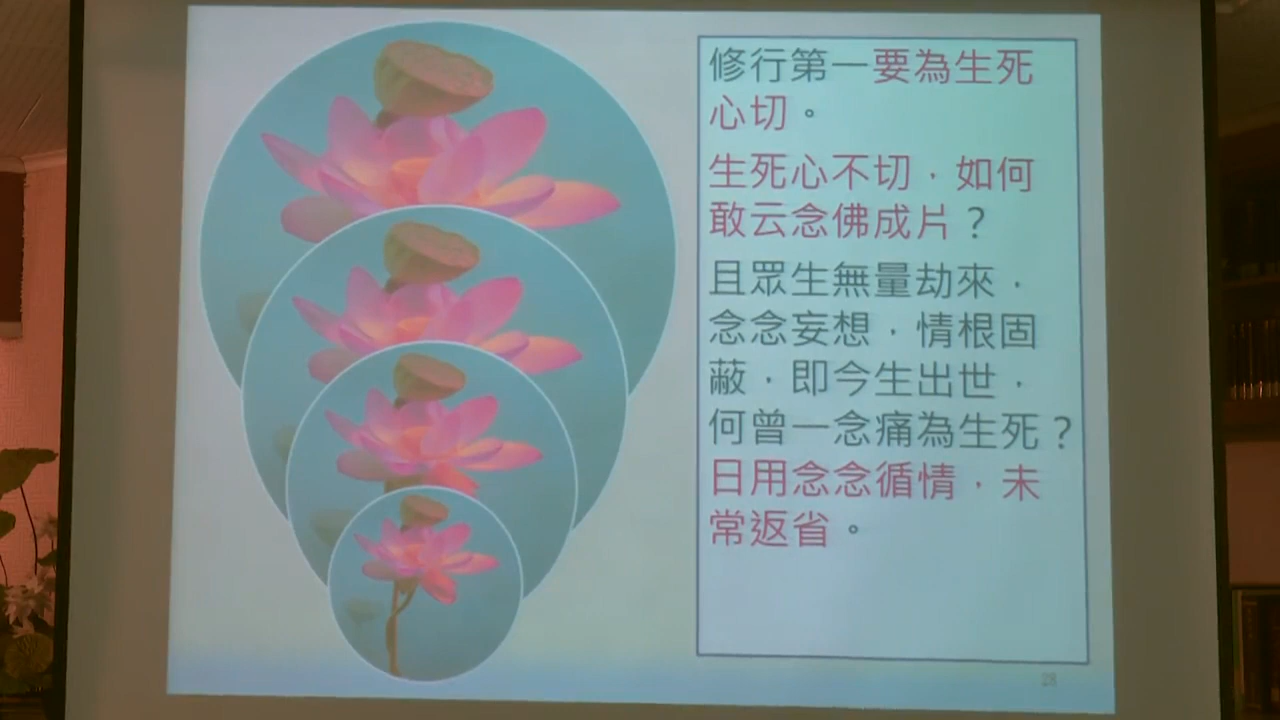 修行第一要為生死
心切。
生死心不切，如何
敢云念佛成片？
且眾生無量劫來，
念念妄想，情根固
蔽，即今生出世，
何曾一念痛為生死？
日用念念循情，未
常返省。
28